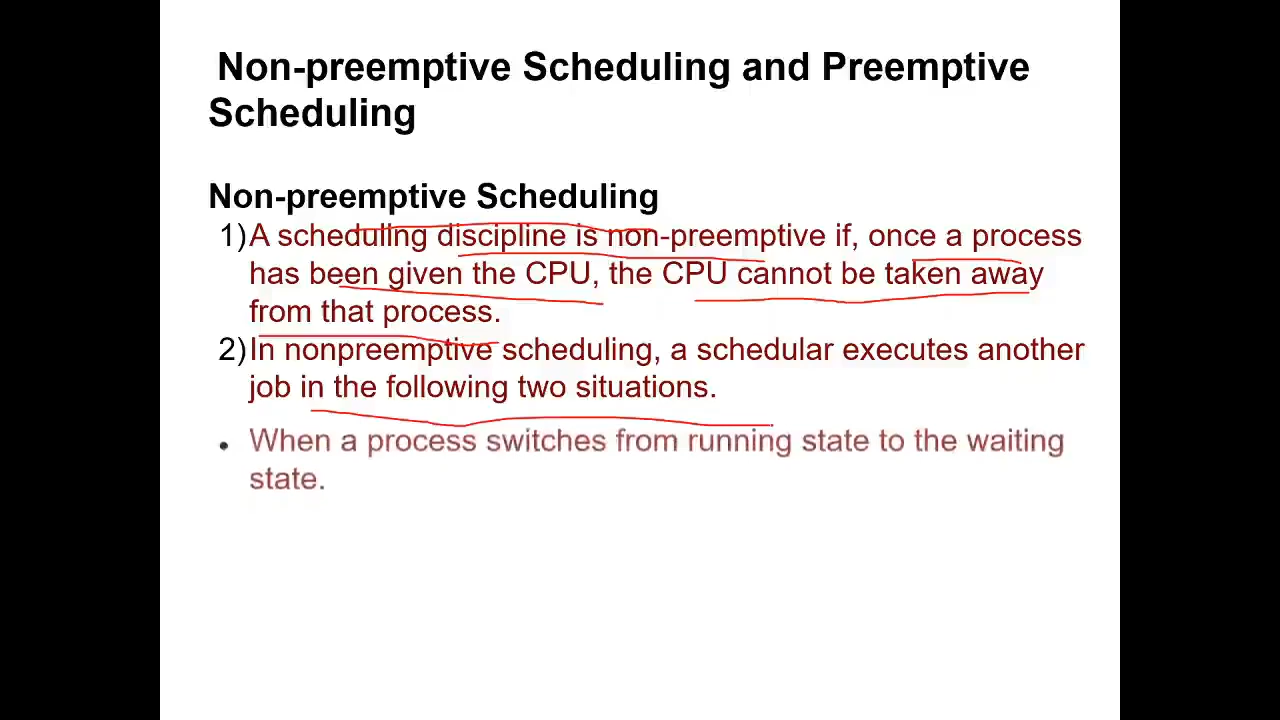 Non-preemptive Scheduling and Preemptive
Scheduling
Non-preemptive Scheduling
1) A scheduling discipline is non-preemptive if, once a process
has been given the CPU, the CPU cannot be taken away
from that process.
2) In nonpreemptive scheduling, a schedular executes another
job in the following two situations.
• When a process switches from running state to the waiting
state.